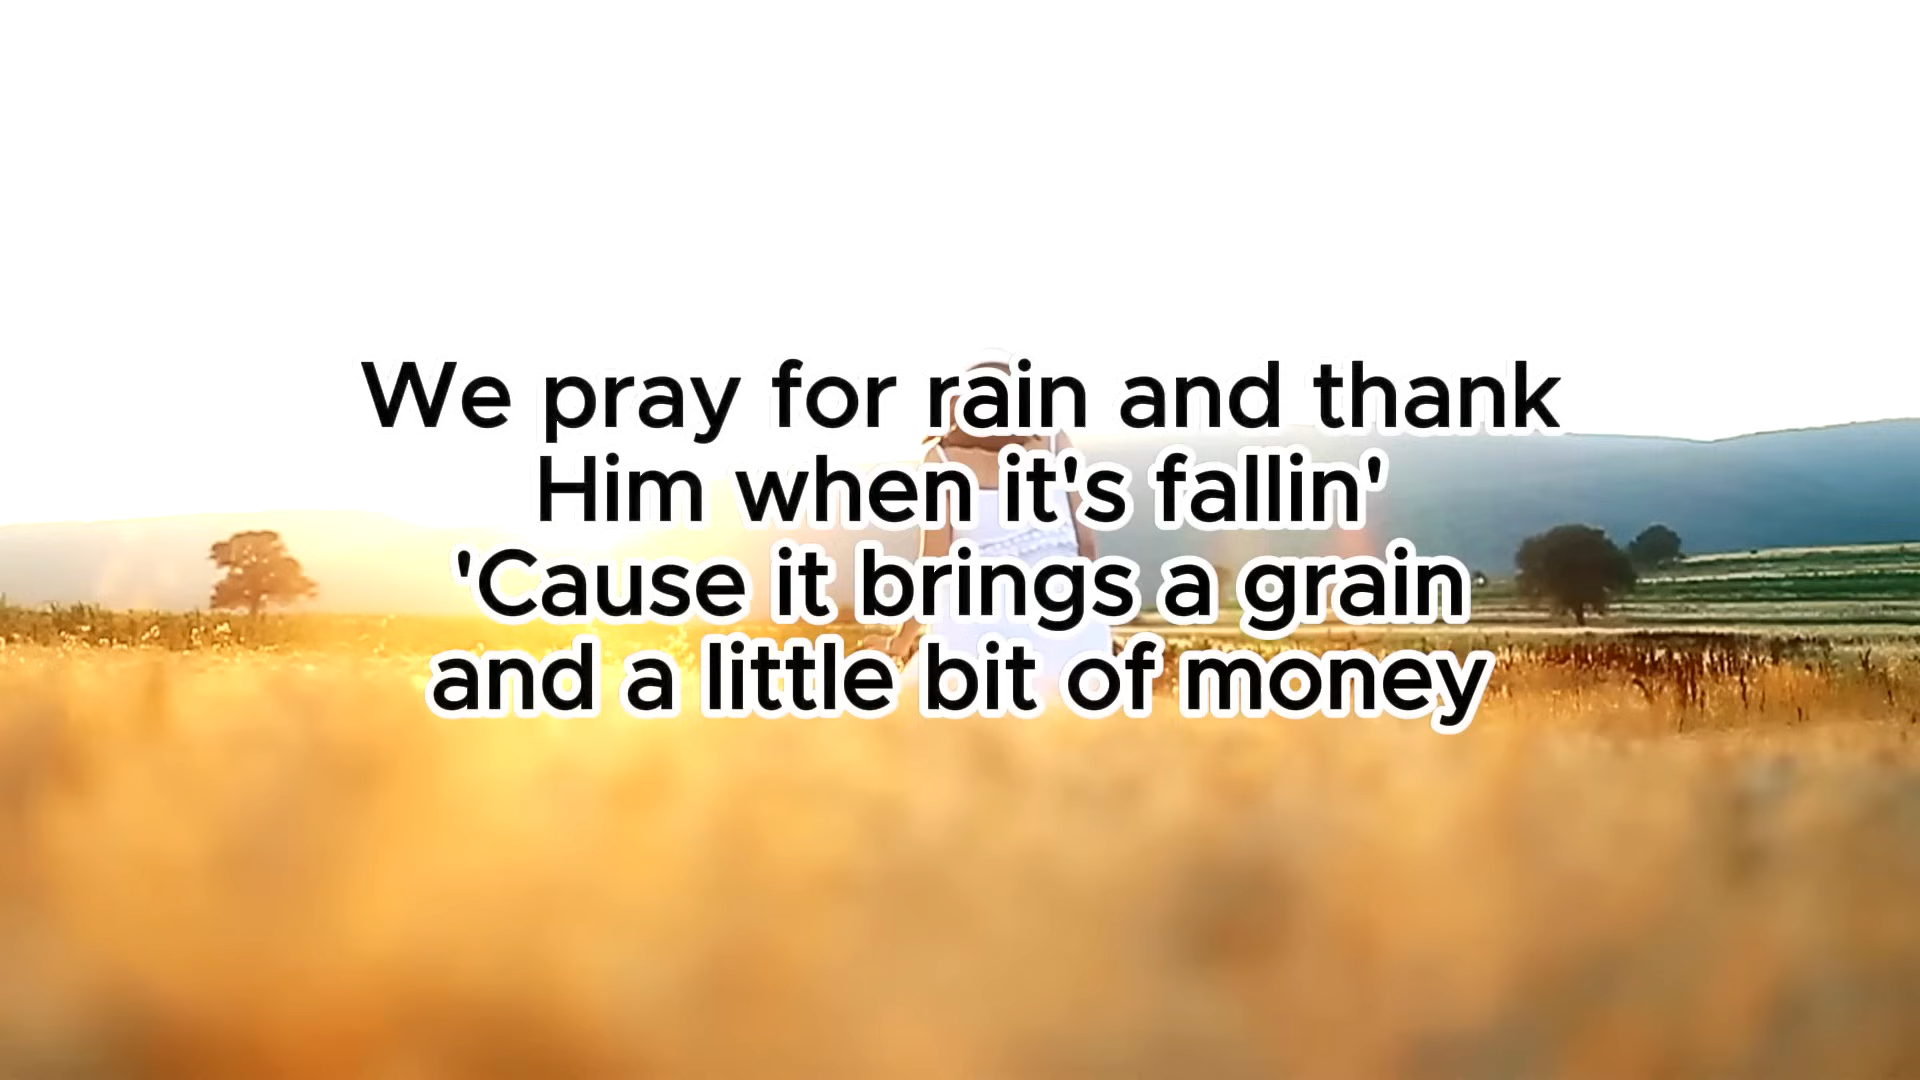 We pray for rain and thank
Him when it's fallin'
'Cause it brings a grain
and a little bit of money